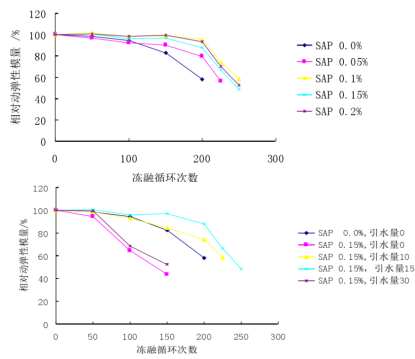 相对动弹性模量 /%
120
100
80
60
40
20
0
0
100
200
300
冻融循环次数
SAP 0.0%
SAP 0.05%
SAP 0.1%
SAP 0.15%
SAP 0.2%
相对动弹性模量/%
120
100
80
60
40
20
0
0
50
100
150
200
250
300
冻融循环次数
SAP 0.0%,引水量0
SAP 0.15%,引水量0
SAP 0.15%,引水量10
SAP 0.15%, 引水量15
SAP 0.15%,引水量30